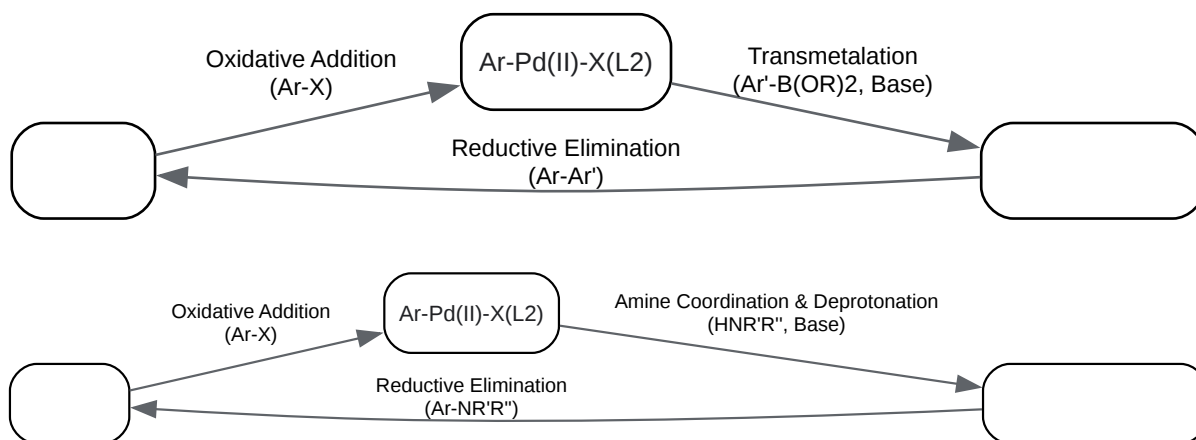 Oxidative Addition
(Ar-X)
Ar-Pd(II)-X(L2)
Transmetalation
(Ar'-B(OR)2, Base)
Reductive Elimination
(Ar-Ar')
Oxidative Addition
(Ar-X)
Ar-Pd(II)-X(L2)
Amine Coordination & Deprotonation
(HNR'R'', Base)
Reductive Elimination
(Ar-NR'R'')